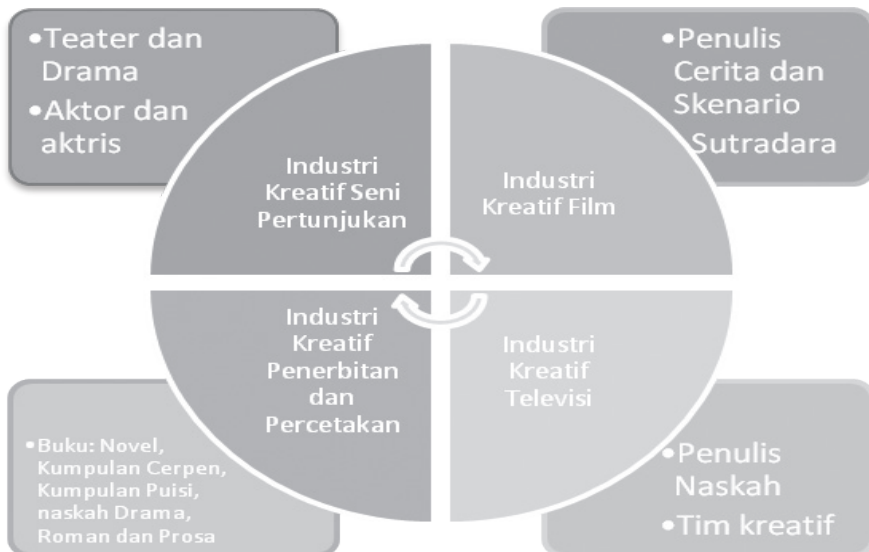 •Teater dan
Drama
•Aktor dan
aktris
•Penulis
Cerita dan
Skenario
Sutradara
Industri
Kreatif Seni
Pertunjukan
Industri
Kreatif Film
Industri
Kreatif
Penerbitan
dan
Percetakan
Industri
Kreatif
Televisi
•Buku: Novel,
Kumpulan Cerpen,
Kumpulan Puisi,
naskah Drama,
Roman dan Prosa
•Penulis
Naskah
•Tim kreatif